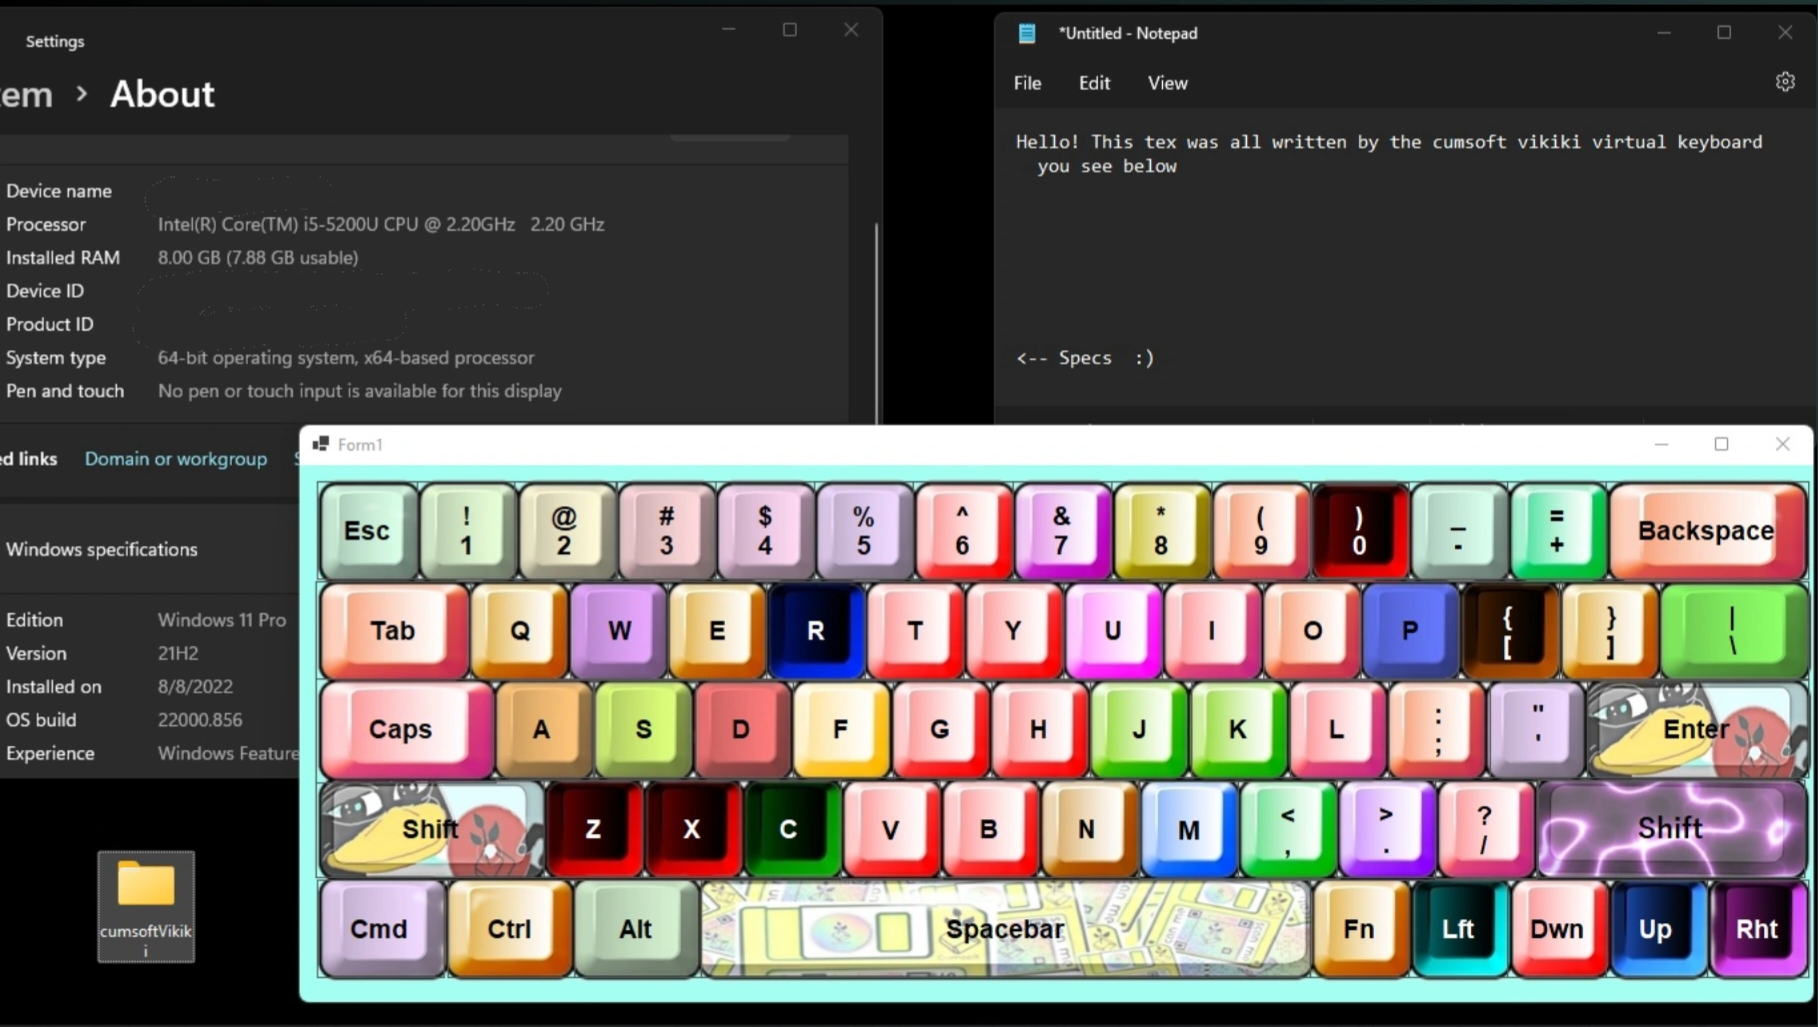 Settings
em > About
Device name
Processor Intel(R) Core(TM) i5-5200U CPU @ 2.20GHz 2.20 GHz
Installed RAM 8.00 GB (7.88 GB usable)
Device ID
Product ID
System type 64-bit operating system, x64-based processor
Pen and touch No pen or touch input is available for this display
ed links Domain or workgroup S
Windows specifications
Edition Windows 11 Pro
Version 21H2
Installed on 8/8/2022
OS build 22000.856
Experience Windows Feature
cumsoftVikik
i
*Untitled - Notepad
File Edit View
Hello! This tex was all written by the cumsoft vikiki virtual keyboard
you see below
<-- Specs :)
Form1
Esc ! 1 @ 2 # 3 $ 4 % 5 ^ 6 & 7 * 8 ( 9 ) 0 _ - = + Backspace
Tab Q W E R T Y U I O P { [ } ] | \
Caps A S D F G H J K L : ; " ' Enter
Shift Z X C V B N M < , > . ? / Shift
Cmd Ctrl Alt Spacebar Fn Lft Dwn Up Rht